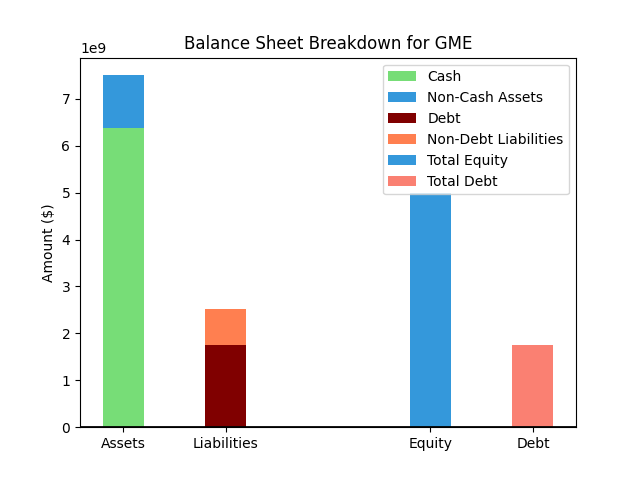 Balance Sheet Breakdown for GME
1e9
Cash
Non-Cash Assets
Debt
Non-Debt Liabilities
Total Equity
Total Debt
7
6
5
4
3
2
1
0
Amount ($)
Assets Liabilities Equity Debt